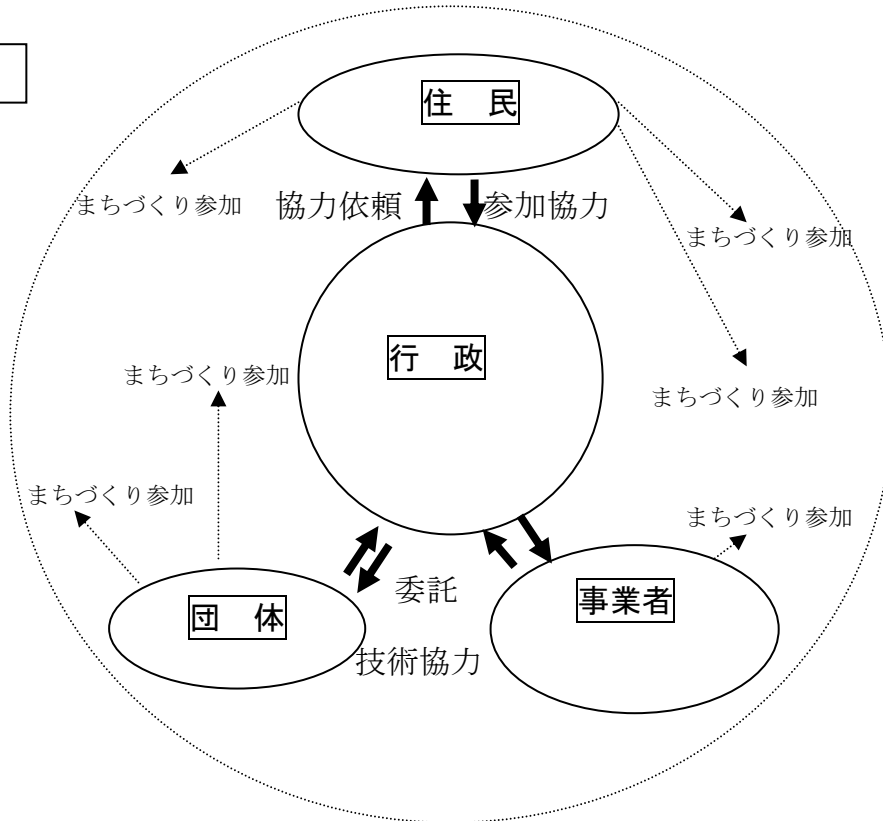 住　民
まちづくり参加
協力依頼
参加協力
まちづくり参加
行　政
まちづくり参加
まちづくり参加
まちづくり参加
まちづくり参加
委託
団　体
事業者
技術協力